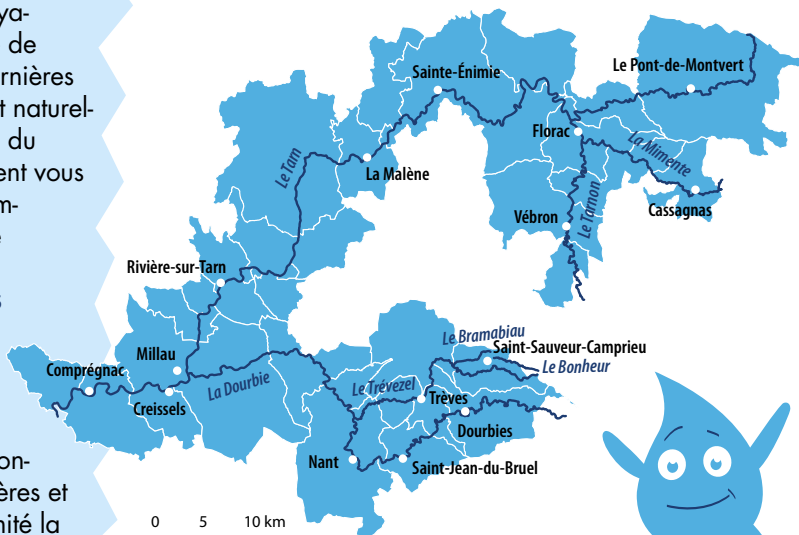 ya-
de
rnières
t naturel-
du
ent vous
m-
on-
ères et
nité la
Le Pont-de-Montvert
Sainte-Énimie
Florac
La Mimente
Le Tarn
La Malène
Cassagnas
Vébron
Le Tarnon
Rivière-sur-Tarn
Le Bramabiau
Saint-Sauveur-Camprieu
Le Bonheur
Millau
Comprégnac
La Dourbie
Le Trévezel
Trèves
Creissels
Dourbies
Nant
Saint-Jean-du-Bruel
0 5 10 km